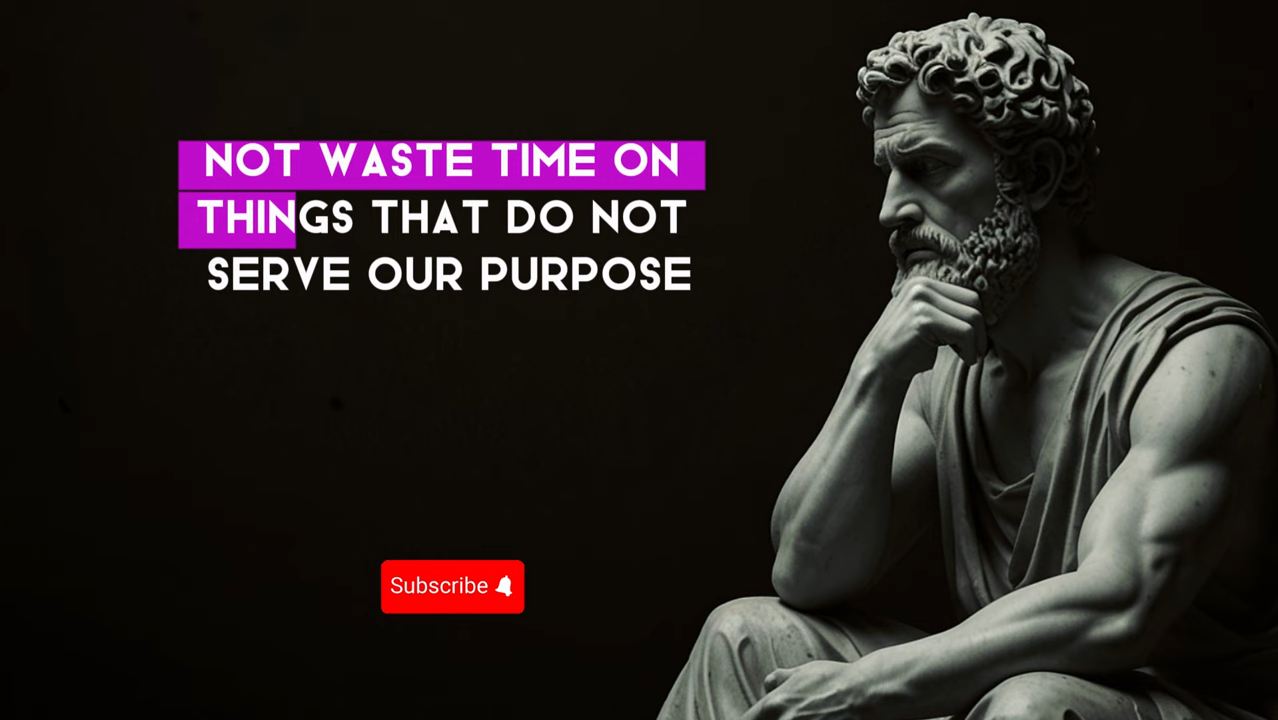 NOT WASTE TIME ON
THINGS THAT DO NOT
SERVE OUR PURPOSE
Subscribe